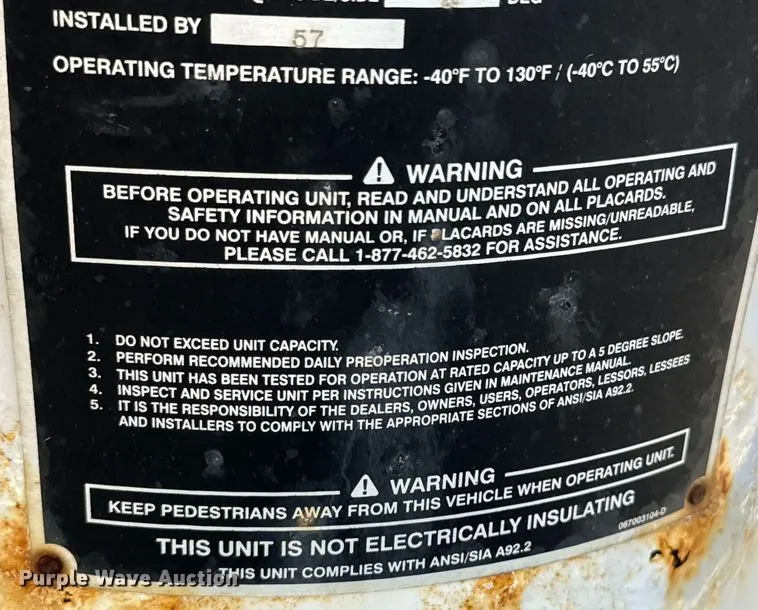 DEG
INSTALLED BY 57
OPERATING TEMPERATURE RANGE: -40°F TO 130°F / (-40°C TO 55°C)
WARNING
BEFORE OPERATING UNIT, READ AND UNDERSTAND ALL OPERATING AND
SAFETY INFORMATION IN MANUAL AND ON ALL PLACARDS.
IF YOU DO NOT HAVE MANUAL OR, IF PLACARDS ARE MISSING/UNREADABLE,
PLEASE CALL 1-877-462-5832 FOR ASSISTANCE.
1. DO NOT EXCEED UNIT CAPACITY.
2. PERFORM RECOMMENDED DAILY PREOPERATION INSPECTION.
3. THIS UNIT HAS BEEN TESTED FOR OPERATION AT RATED CAPACITY UP TO A 5 DEGREE SLOPE.
4. INSPECT AND SERVICE UNIT PER INSTRUCTIONS GIVEN IN MAINTENANCE MANUAL.
5. IT IS THE RESPONSIBILITY OF THE DEALERS, OWNERS, USERS, OPERATORS, LESSORS, LESSEES
AND INSTALLERS TO COMPLY WITH THE APPROPRIATE SECTIONS OF ANSI/SIA A92.2.
WARNING
KEEP PEDESTRIANS AWAY FROM THIS VEHICLE WHEN OPERATING UNIT.
THIS UNIT IS NOT ELECTRICALLY INSULATING
067003104-D
THIS UNIT COMPLIES WITH ANSI/SIA A92.2
Purple Wave Auction